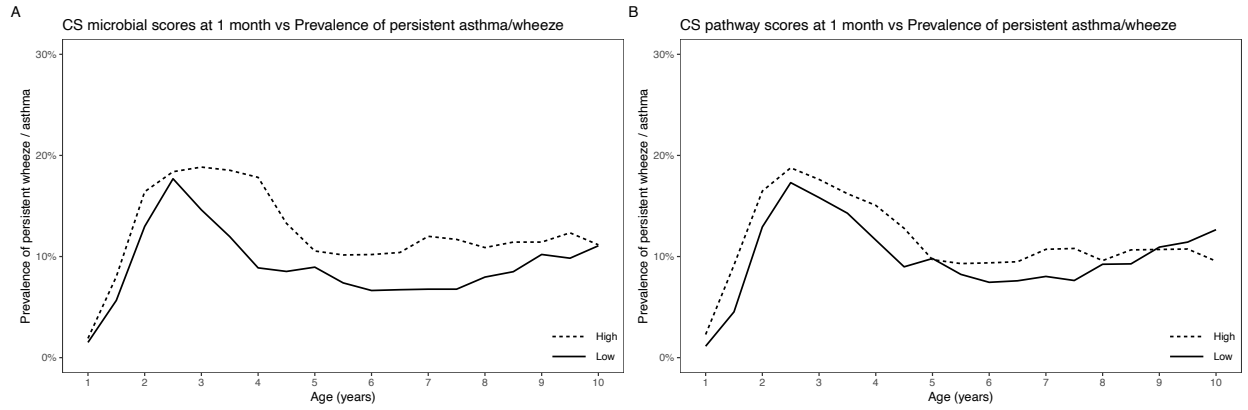 A
CS microbial scores at 1 month vs Prevalence of persistent asthma/wheeze
Prevalence of persistent wheeze / asthma
30%
20%
10%
0%
High
Low
1 2 3 4 5 6 7 8 9 10
Age (years)
B
CS pathway scores at 1 month vs Prevalence of persistent asthma/wheeze
Prevalence of persistent wheeze / asthma
30%
20%
10%
0%
High
Low
1 2 3 4 5 6 7 8 9 10
Age (years)